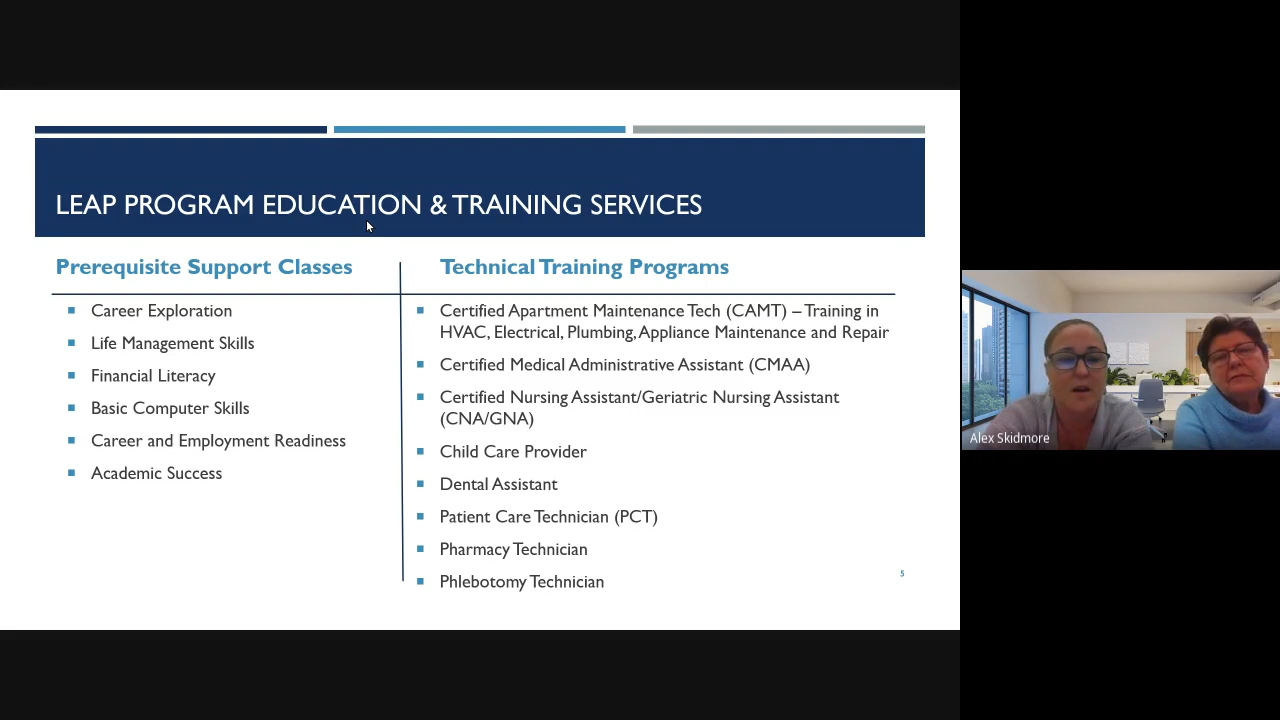 LEAP PROGRAM EDUCATION & TRAINING SERVICES
Prerequisite Support Classes
Career Exploration
Life Management Skills
Financial Literacy
Basic Computer Skills
Career and Employment Readiness
Academic Success
Technical Training Programs
Certified Apartment Maintenance Tech (CAMT) – Training in
HVAC, Electrical, Plumbing, Appliance Maintenance and Repair
Certified Medical Administrative Assistant (CMAA)
Certified Nursing Assistant/Geriatric Nursing Assistant
(CNA/GNA)
Child Care Provider
Dental Assistant
Patient Care Technician (PCT)
Pharmacy Technician
Phlebotomy Technician
5
Alex Skidmore